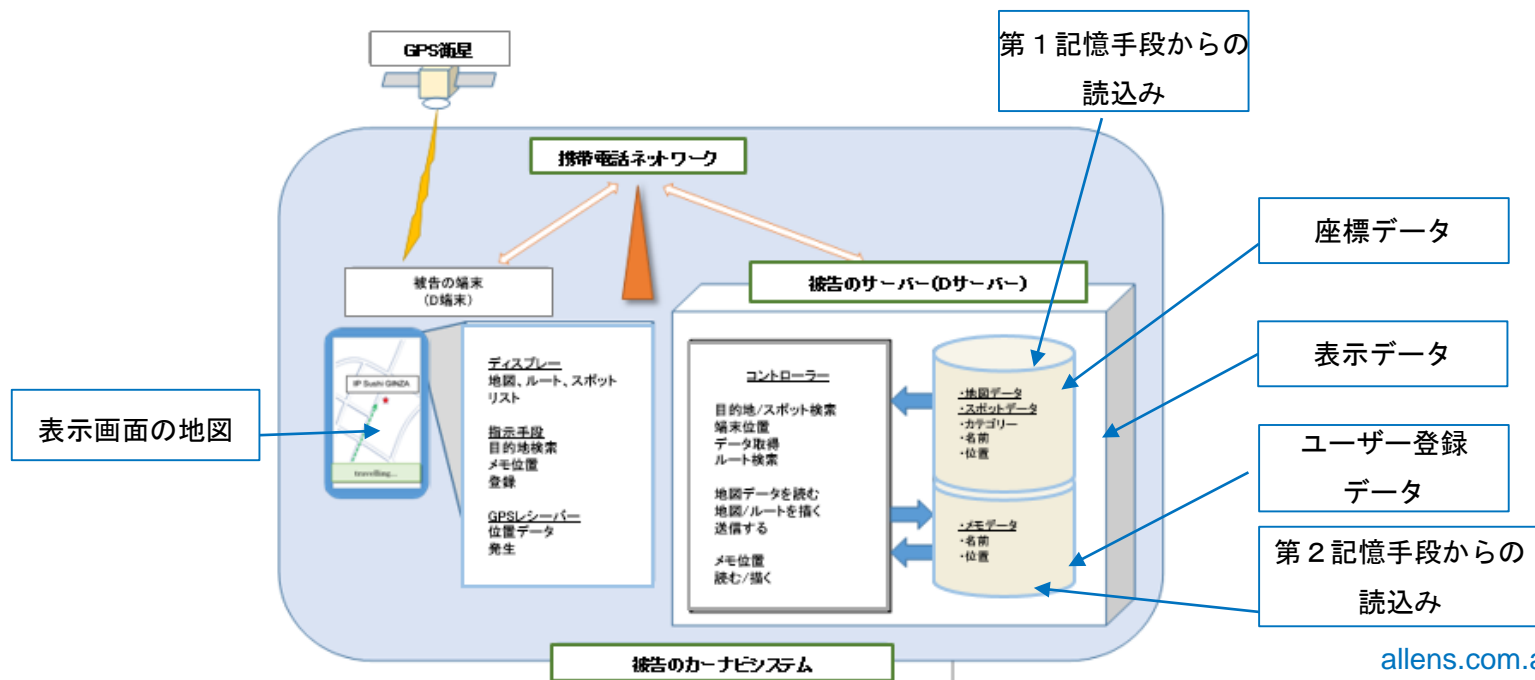 GPS衛星
第1記憶手段からの
読込み
携帯電話ネットワーク
座標データ
被告の端末
(D端末)
被告のサーバー(Dサーバー)
表示データ
ユーザー登録
データ
第2記憶手段からの
読込み
表示画面の地図
IP Sushi GINZA
travelling...
ディスプレー
地図、ルート、スポット
リスト
指示手段
目的地検索
メモ位置
登録
GPSレシーバー
位置データ
発生
コントローラー
目的地/スポット検索
端末位置
データ取得
ルート検索
地図データを読む
地図/ルートを描く
送信する
メモ位置
読む/描く
・地図データ
・スポットデータ
・カテゴリー
・名前
・位置
・メモデータ
・名前
・位置
被告のカーナビシステム
allens.com.a